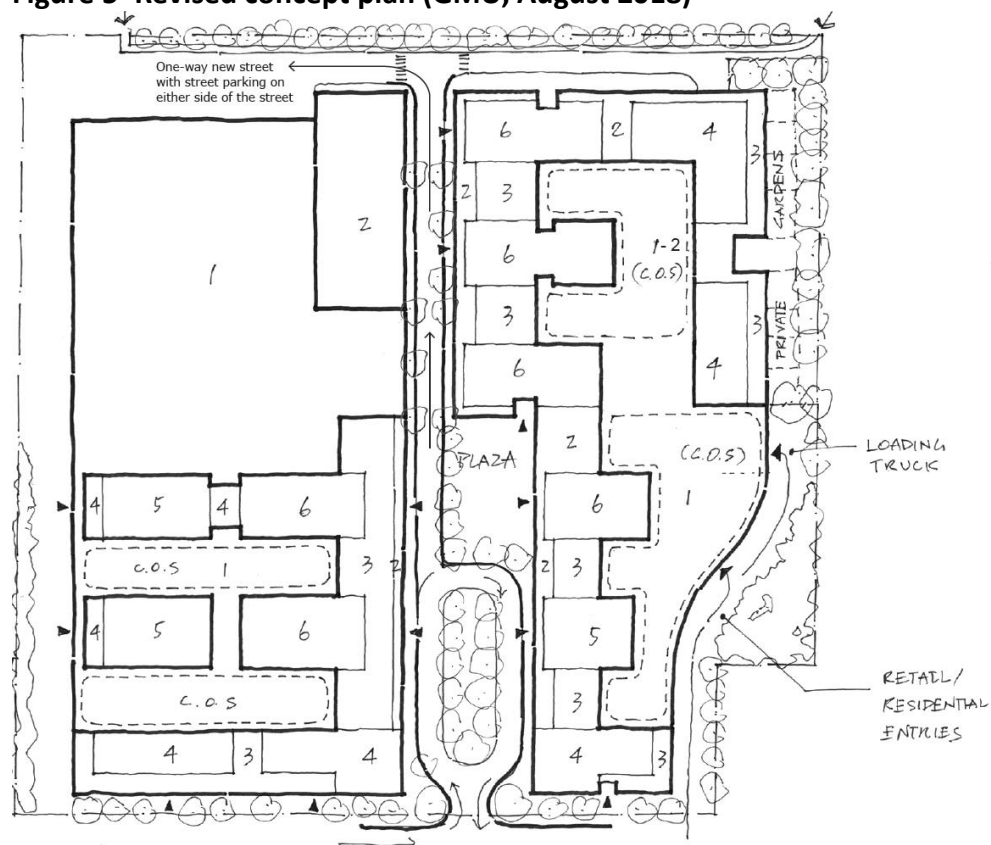 Figure 5 Revised concept plan (GMU, August 2018)
One-way new street
with street parking on
either side of the street
6
2
4
3
2
3
GARDENS
2
1
6
1-2
(C.O.S)
3
3
PRIVATE
6
4
PLAZA
2
(C.O.S)
LOADING
TRUCK
4
5
4
6
6
1
3
2
C.O.S 1
2
3
4
5
6
5
RETAIL/
RESIDENTIAL
ENTRIES
C.O.S
3
4
3
4
4
3